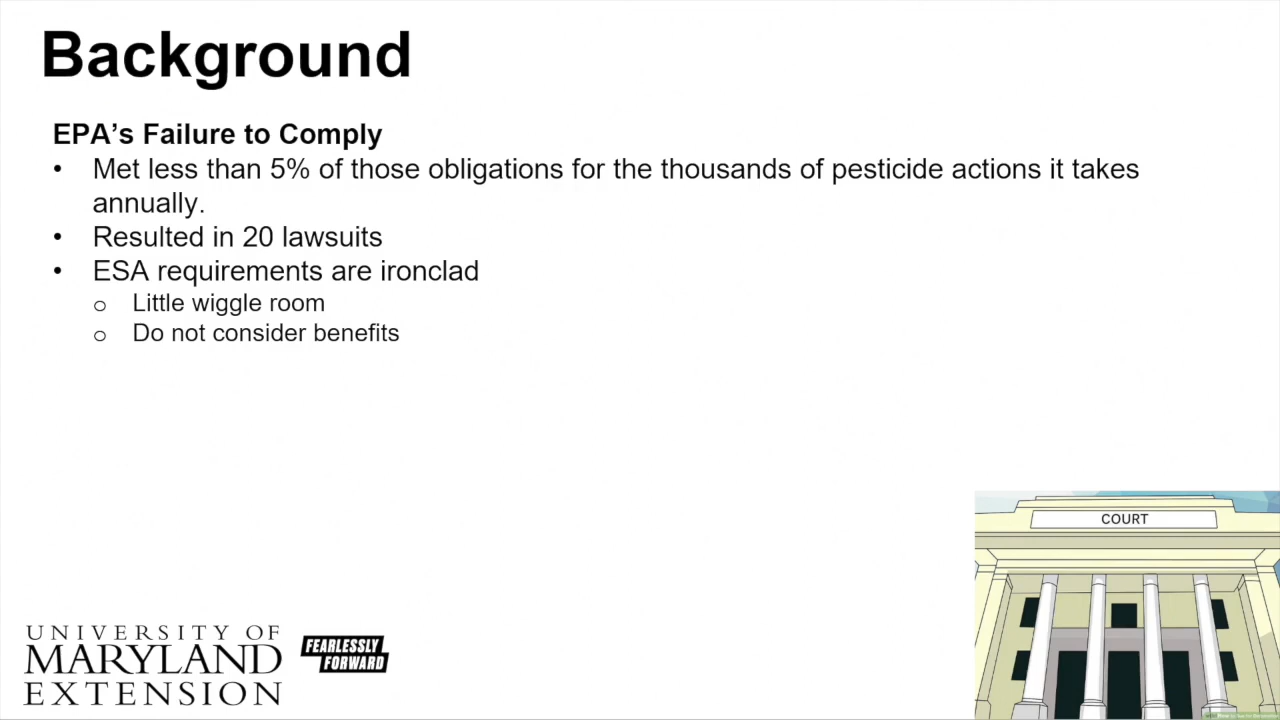 Background
EPA’s Failure to Comply
• Met less than 5% of those obligations for the thousands of pesticide actions it takes
annually.
• Resulted in 20 lawsuits
• ESA requirements are ironclad
o Little wiggle room
o Do not consider benefits
COURT
UNIVERSITY OF
MARYLAND
EXTENSION
FEARLESSLY
FORWARD